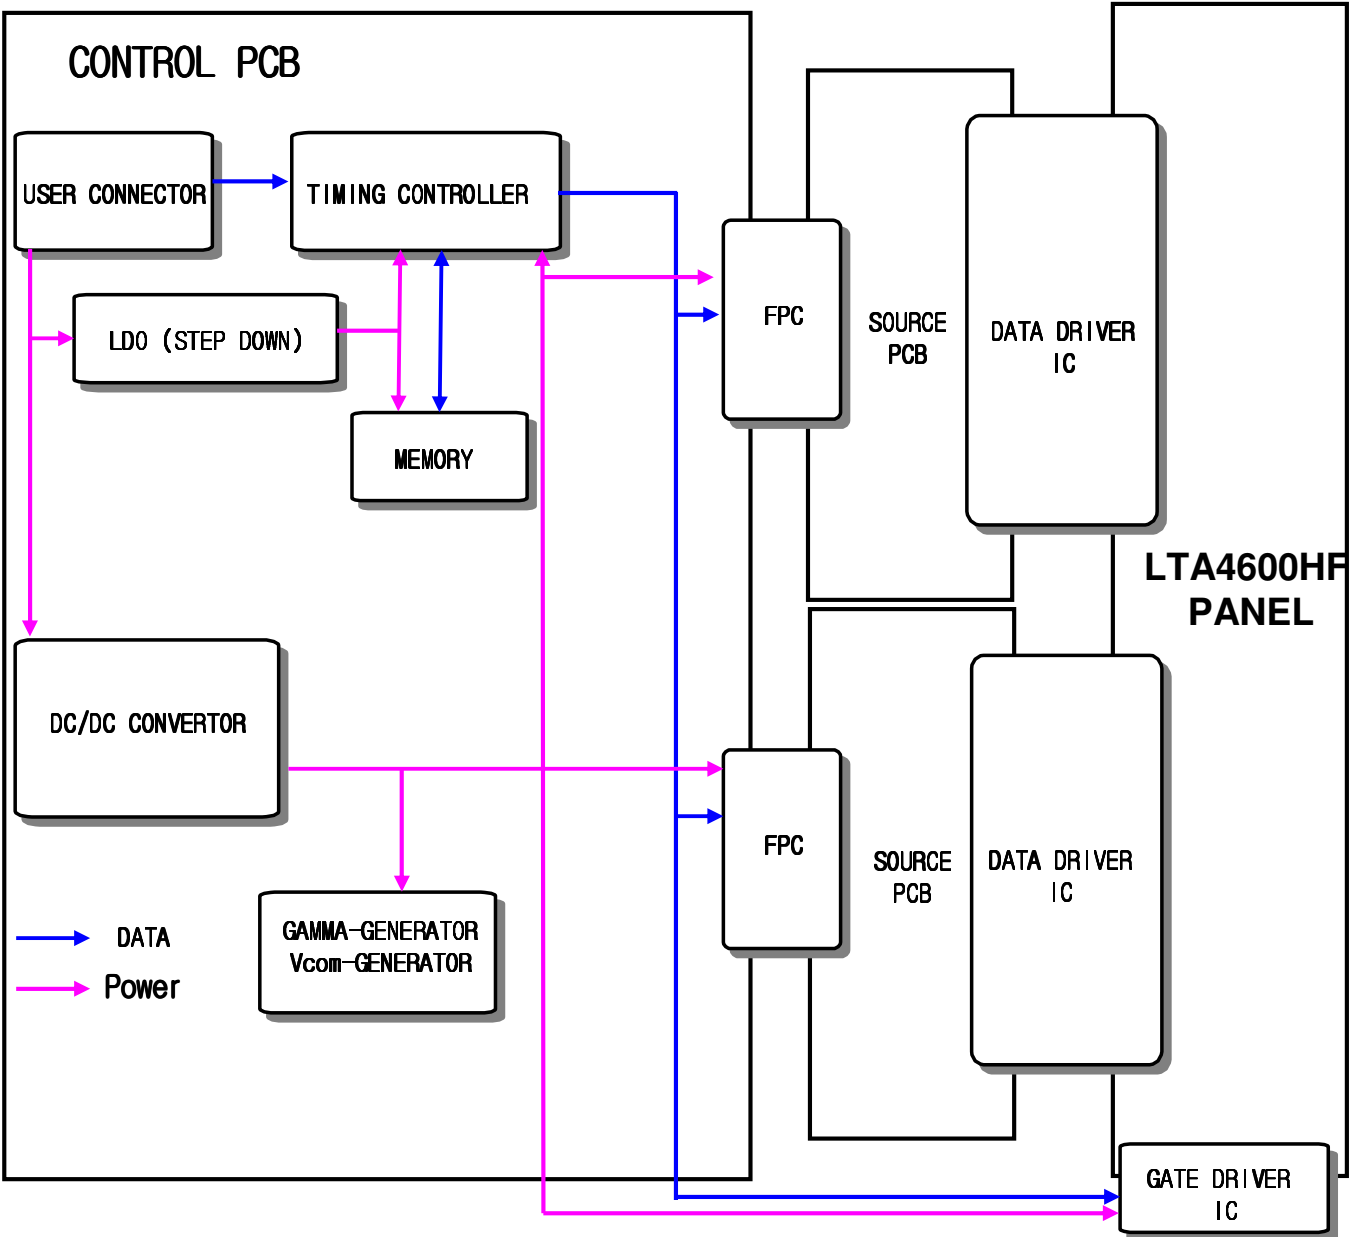 CONTROL PCB
USER CONNECTOR
TIMING CONTROLLER
LDO (STEP DOWN)
MEMORY
FPC
SOURCE
PCB
DATA DRIVER
IC
LTA4600HF
PANEL
DC/DC CONVERTOR
FPC
SOURCE
PCB
DATA DRIVER
IC
GAMMA-GENERATOR
Vcom-GENERATOR
DATA
Power
GATE DRIVER
IC